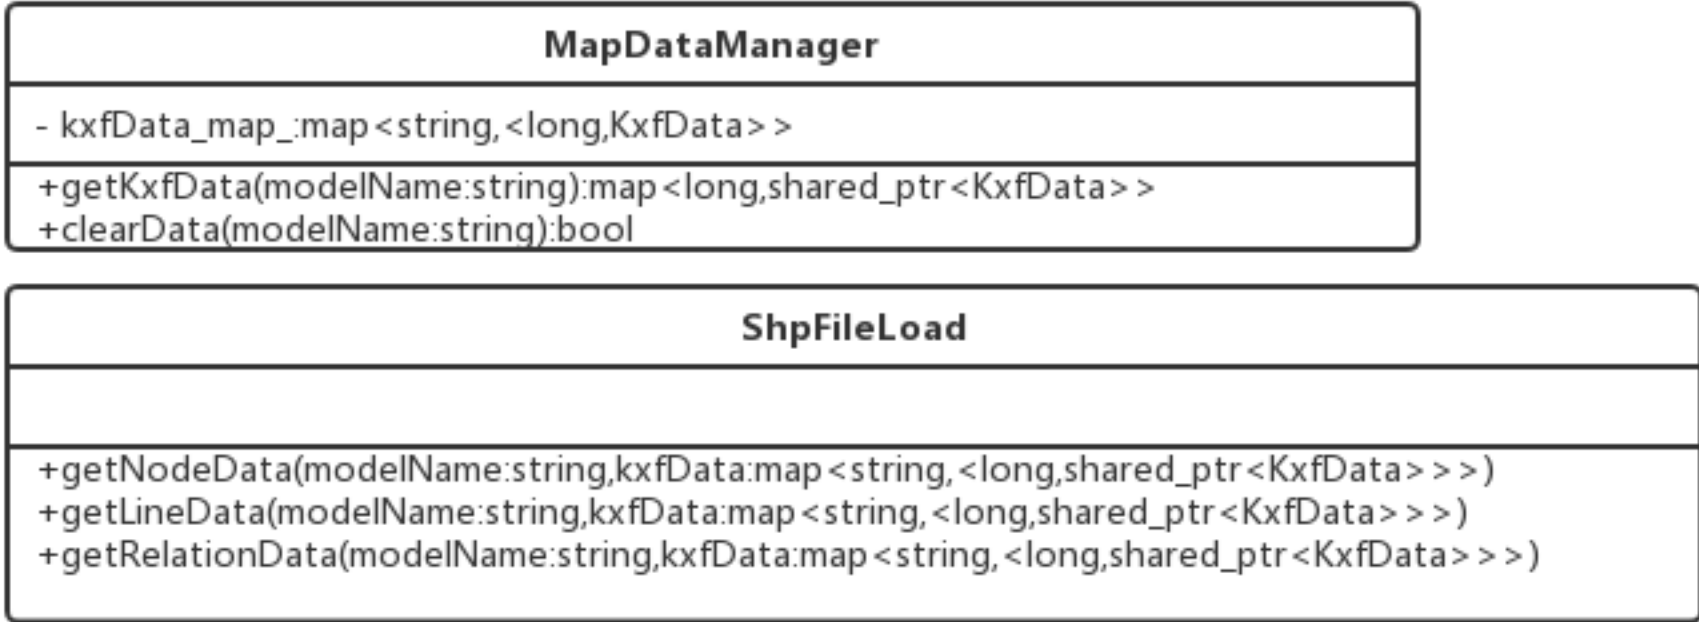 MapDataManager
- kxfData_map_:map<string,<long,KxfData>>
+getKxfData(modelName:string):map<long,shared_ptr<KxfData>>
+clearData(modelName:string):bool
ShpFileLoad
+getNodeData(modelName:string,kxfData:map<string,<long,shared_ptr<KxfData>>>)
+getLineData(modelName:string,kxfData:map<string,<long,shared_ptr<KxfData>>>)
+getRelationData(modelName:string,kxfData:map<string,<long,shared_ptr<KxfData>>>)